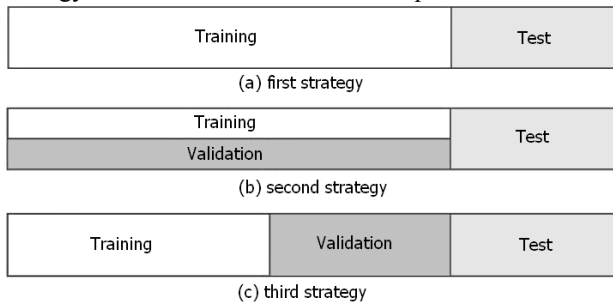 Training
Test
(a) first strategy
Training
Test
Validation
(b) second strategy
Training
Validation
Test
(c) third strategy